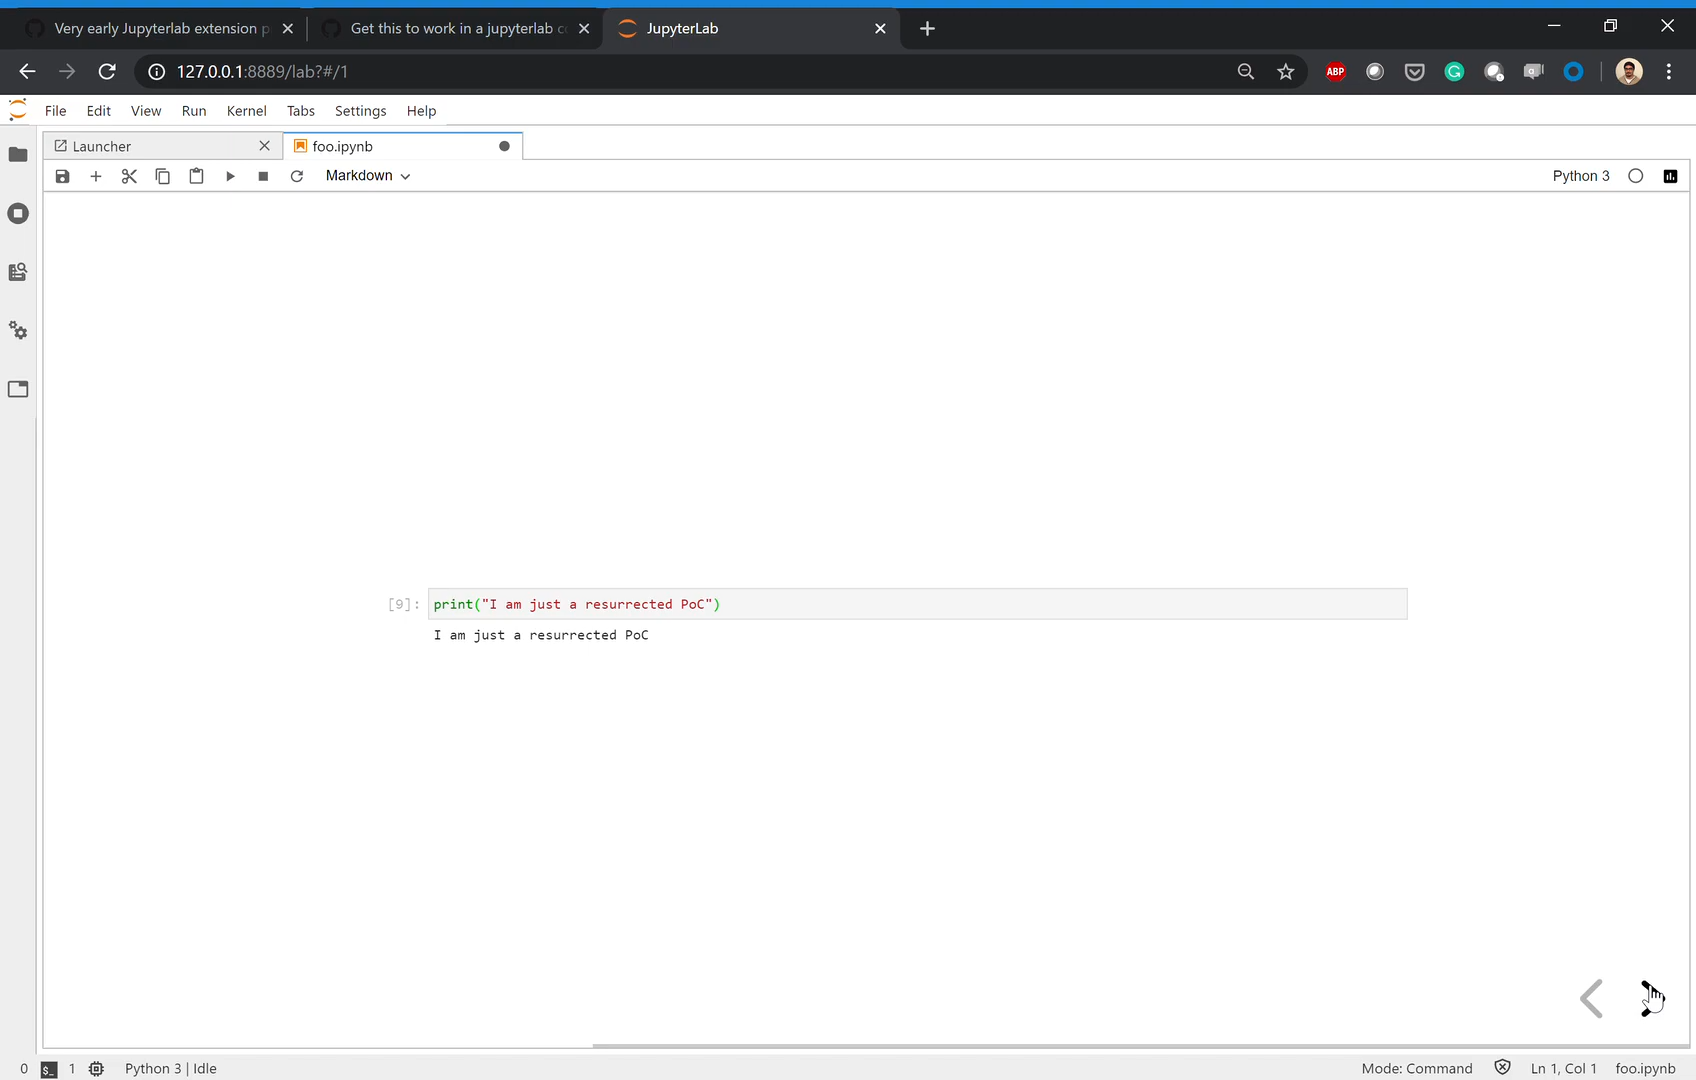 Very early Jupyterlab extension p
Get this to work in a jupyterlab co
JupyterLab
127.0.0.1:8889/lab?#/1
ABP
File Edit View Run Kernel Tabs Settings Help
Launcher
foo.ipynb
Markdown
Python 3
[9]: print("I am just a resurrected PoC")
I am just a resurrected PoC
0 $_ 1 Python 3 | Idle
Mode: Command
Ln 1, Col 1
foo.ipynb